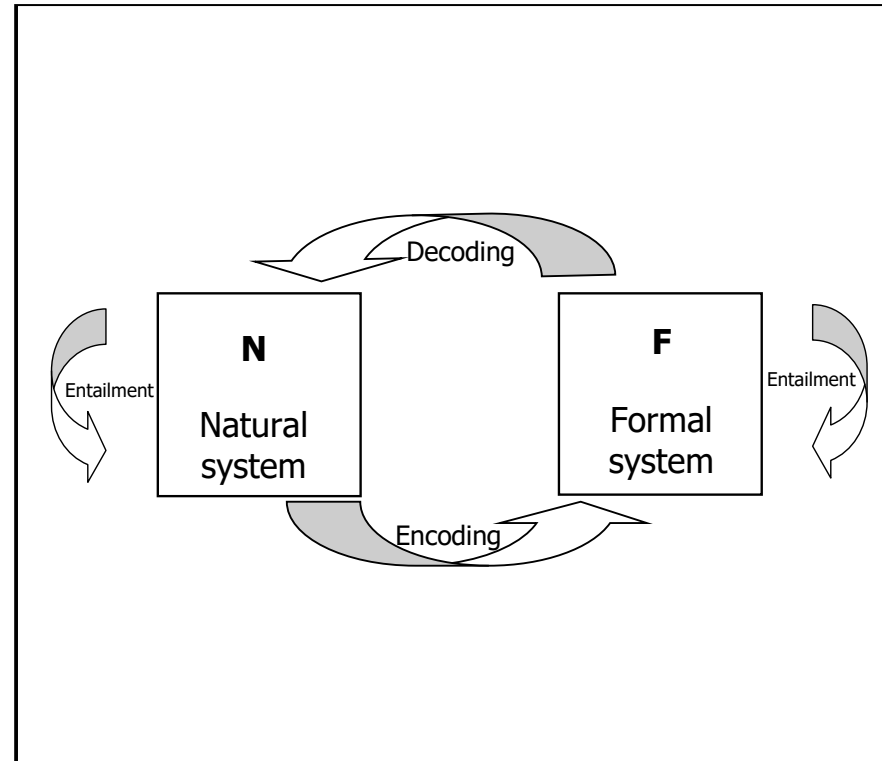 Decoding
N
Natural
system
F
Formal
system
Entailment
Entailment
Encoding